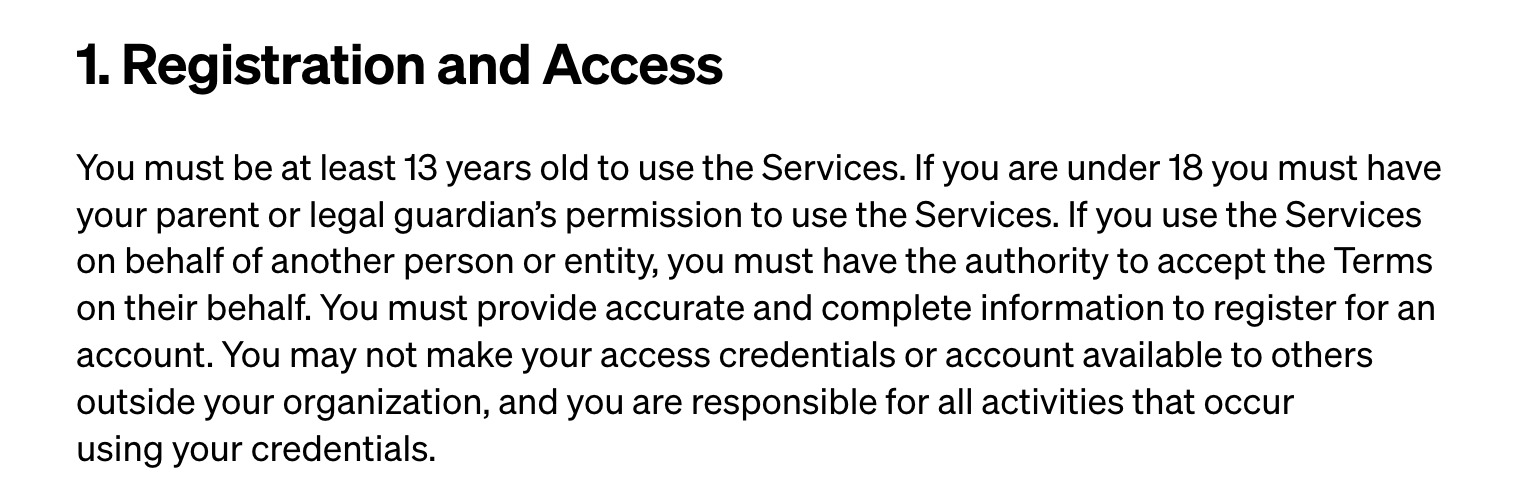 1. Registration and Access
You must be at least 13 years old to use the Services. If you are under 18 you must have
your parent or legal guardian’s permission to use the Services. If you use the Services
on behalf of another person or entity, you must have the authority to accept the Terms
on their behalf. You must provide accurate and complete information to register for an
account. You may not make your access credentials or account available to others
outside your organization, and you are responsible for all activities that occur
using your credentials.